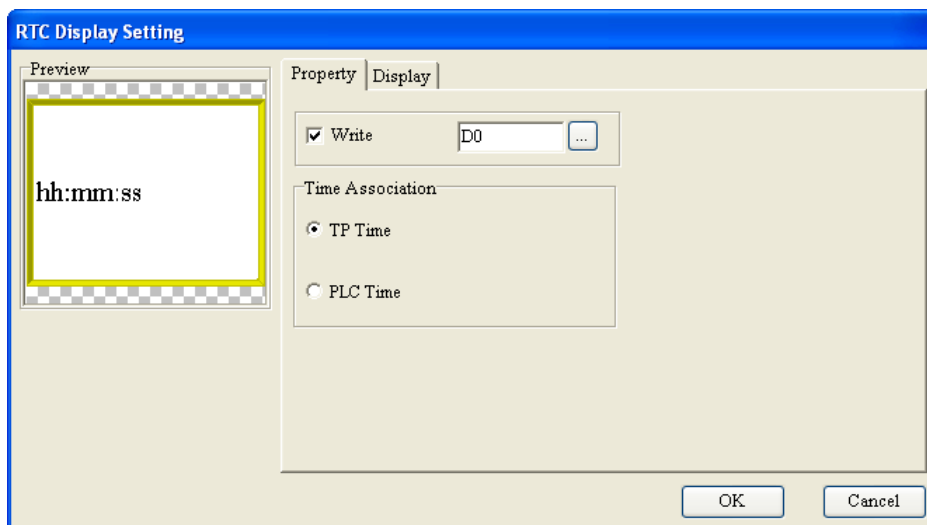 RTC Display Setting
Preview
hh:mm:ss
Property
Display
Write
D0
...
Time Association
TP Time
PLC Time
OK
Cancel